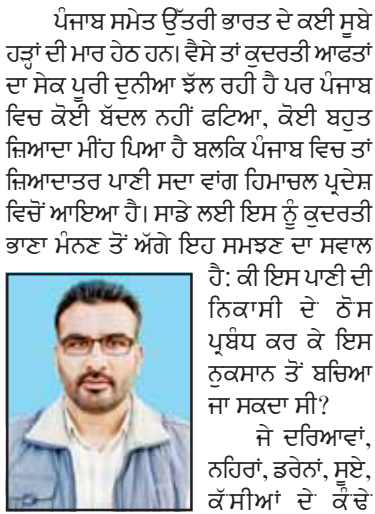 ਪੰਜਾਬ ਸਮੇਤ ਉੱਤਰੀ ਭਾਰਤ ਦੇ ਕਈ ਸੂਬੇ
ਹੜ੍ਹਾਂ ਦੀ ਮਾਰ ਹੇਠ ਹਨ। ਵੈਸੇ ਤਾਂ ਕੁਦਰਤੀ ਆਫਤਾਂ
ਦਾ ਸੇਕ ਪੂਰੀ ਦੁਨੀਆ ਝੱਲ ਰਹੀ ਹੈ ਪਰ ਪੰਜਾਬ
ਵਿਚ ਕੋਈ ਬੱਦਲ ਨਹੀਂ ਫਟਿਆ, ਕੋਈ ਬਹੁਤ
ਜ਼ਿਆਦਾ ਮੀਂਹ ਪਿਆ ਹੈ ਬਲਕਿ ਪੰਜਾਬ ਵਿਚ ਤਾਂ
ਜ਼ਿਆਦਾਤਰ ਪਾਣੀ ਸਦਾ ਵਾਂਗ ਹਿਮਾਚਲ ਪ੍ਰਦੇਸ਼
ਵਿਚੋਂ ਆਇਆ ਹੈ। ਸਾਡੇ ਲਈ ਇਸ ਨੂੰ ਕੁਦਰਤੀ
ਭਾਣਾ ਮੰਨਣ ਤੋਂ ਅੱਗੇ ਇਹ ਸਮਝਣ ਦਾ ਸਵਾਲ
ਹੈ: ਕੀ ਇਸ ਪਾਣੀ ਦੀ
ਨਿਕਾਸੀ ਦੇ ਠੋਸ
ਪ੍ਰਬੰਧ ਕਰ ਕੇ ਇਸ
ਨੁਕਸਾਨ ਤੋਂ ਬਚਿਆ
ਜਾ ਸਕਦਾ ਸੀ?
ਜੇ ਦਰਿਆਵਾਂ,
ਨਹਿਰਾਂ, ਡਰੇਨਾਂ, ਸੂਏ,
ਕੱਸੀਆਂ ਦੇ ਕੰਢੇ